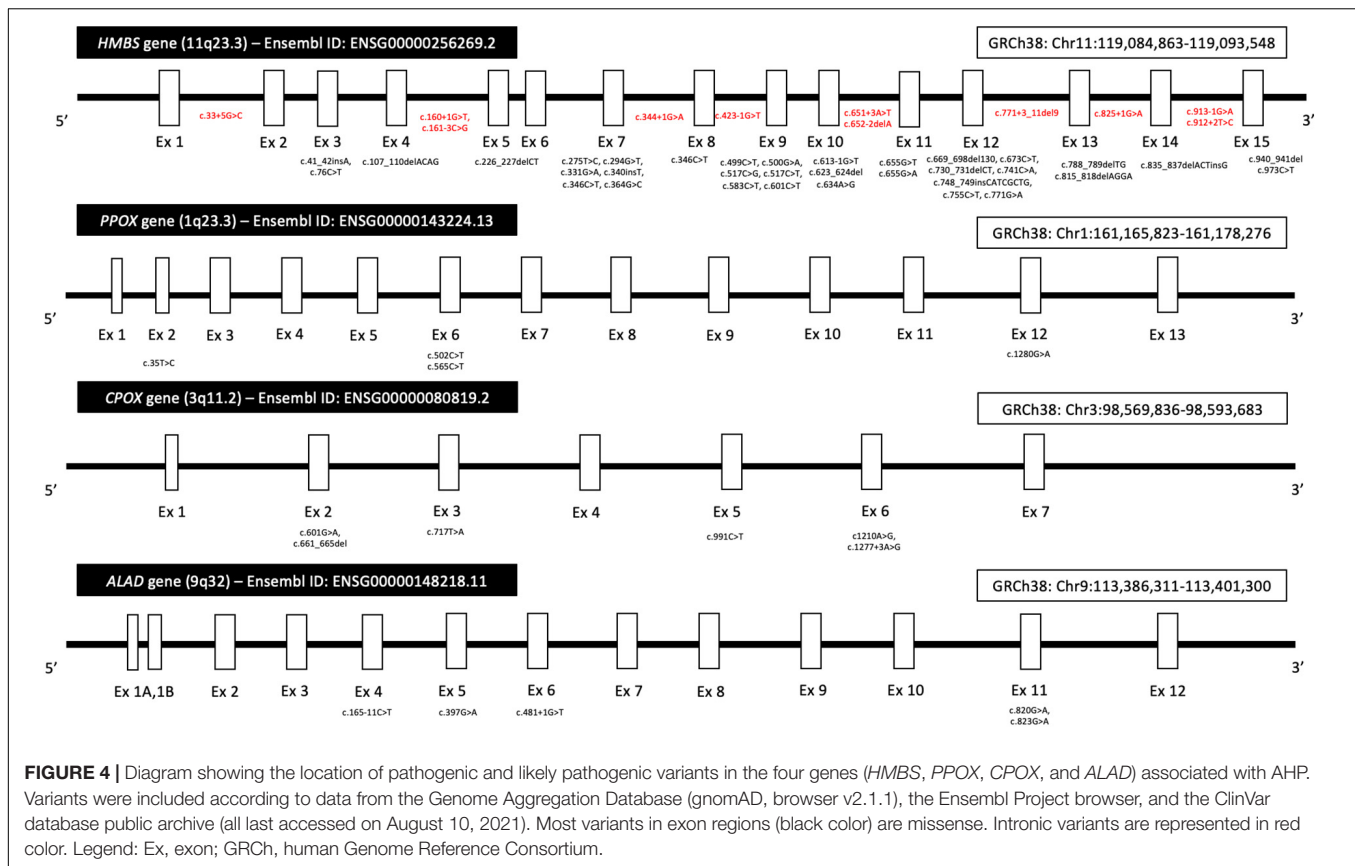 HMBS gene (11q23.3) – Ensembl ID: ENSG00000256269.2
GRCh38: Chr11:119,084,863-119,093,548
5′
3′
c.33+5G>C
c.160+1G>T,
c.161-3C>G
c.344+1G>A
c.423-1G>T
c.651+3A>T
c.652-2delA
c.771+3_11del9
c.825+1G>A
c.913-1G>A
c.912+2T>C
Ex 1 Ex 2 Ex 3 Ex 4 Ex 5 Ex 6 Ex 7 Ex 8 Ex 9 Ex 10 Ex 11 Ex 12 Ex 13 Ex 14 Ex 15
c.41_42insA,
c.76C>T
c.107_110delACAG
c.226_227delCT
c.275T>C, c.294G>T,
c.331G>A, c.340insT,
c.346C>T, c.364G>C
c.346C>T
c.499C>T, c.500G>A,
c.517C>G, c.517C>T,
c.583C>T, c.601C>T
c.613-1G>T
c.623_624del
c.634A>G
c.655G>T
c.655G>A
c.669_698del130, c.673C>T,
c.730_731delCT, c.741C>A,
c.748_749insCATCGCTG,
c.755C>T, c.771G>A
c.788_789delTG
c.815_818delAGGA
c.835_837delACTinsG
c.940_941del
c.973C>T
PPOX gene (1q23.3) – Ensembl ID: ENSG00000143224.13
GRCh38: Chr1:161,165,823-161,178,276
5′
3′
Ex 1 Ex 2 Ex 3 Ex 4 Ex 5 Ex 6 Ex 7 Ex 8 Ex 9 Ex 10 Ex 11 Ex 12 Ex 13
c.35T>C
c.502C>T
c.565C>T
c.1280G>A
CPOX gene (3q11.2) – Ensembl ID: ENSG00000080819.2
GRCh38: Chr3:98,569,836-98,593,683
5′
3′
Ex 1 Ex 2 Ex 3 Ex 4 Ex 5 Ex 6 Ex 7
c.601G>A,
c.661_665del
c.717T>A
c.991C>T
c1210A>G,
c.1277+3A>G
ALAD gene (9q32) – Ensembl ID: ENSG00000148218.11
GRCh38: Chr9:113,386,311-113,401,300
5′
3′
Ex 1A,1B Ex 2 Ex 3 Ex 4 Ex 5 Ex 6 Ex 7 Ex 8 Ex 9 Ex 10 Ex 11 Ex 12
c.165-11C>T
c.397G>A
c.481+1G>T
c.820G>A,
c.823G>A
FIGURE 4 | Diagram showing the location of pathogenic and likely pathogenic variants in the four genes (HMBS, PPOX, CPOX, and ALAD) associated with AHP.
Variants were included according to data from the Genome Aggregation Database (gnomAD, browser v2.1.1), the Ensembl Project browser, and the ClinVar
database public archive (all last accessed on August 10, 2021). Most variants in exon regions (black color) are missense. Intronic variants are represented in red
color. Legend: Ex, exon; GRCh, human Genome Reference Consortium.